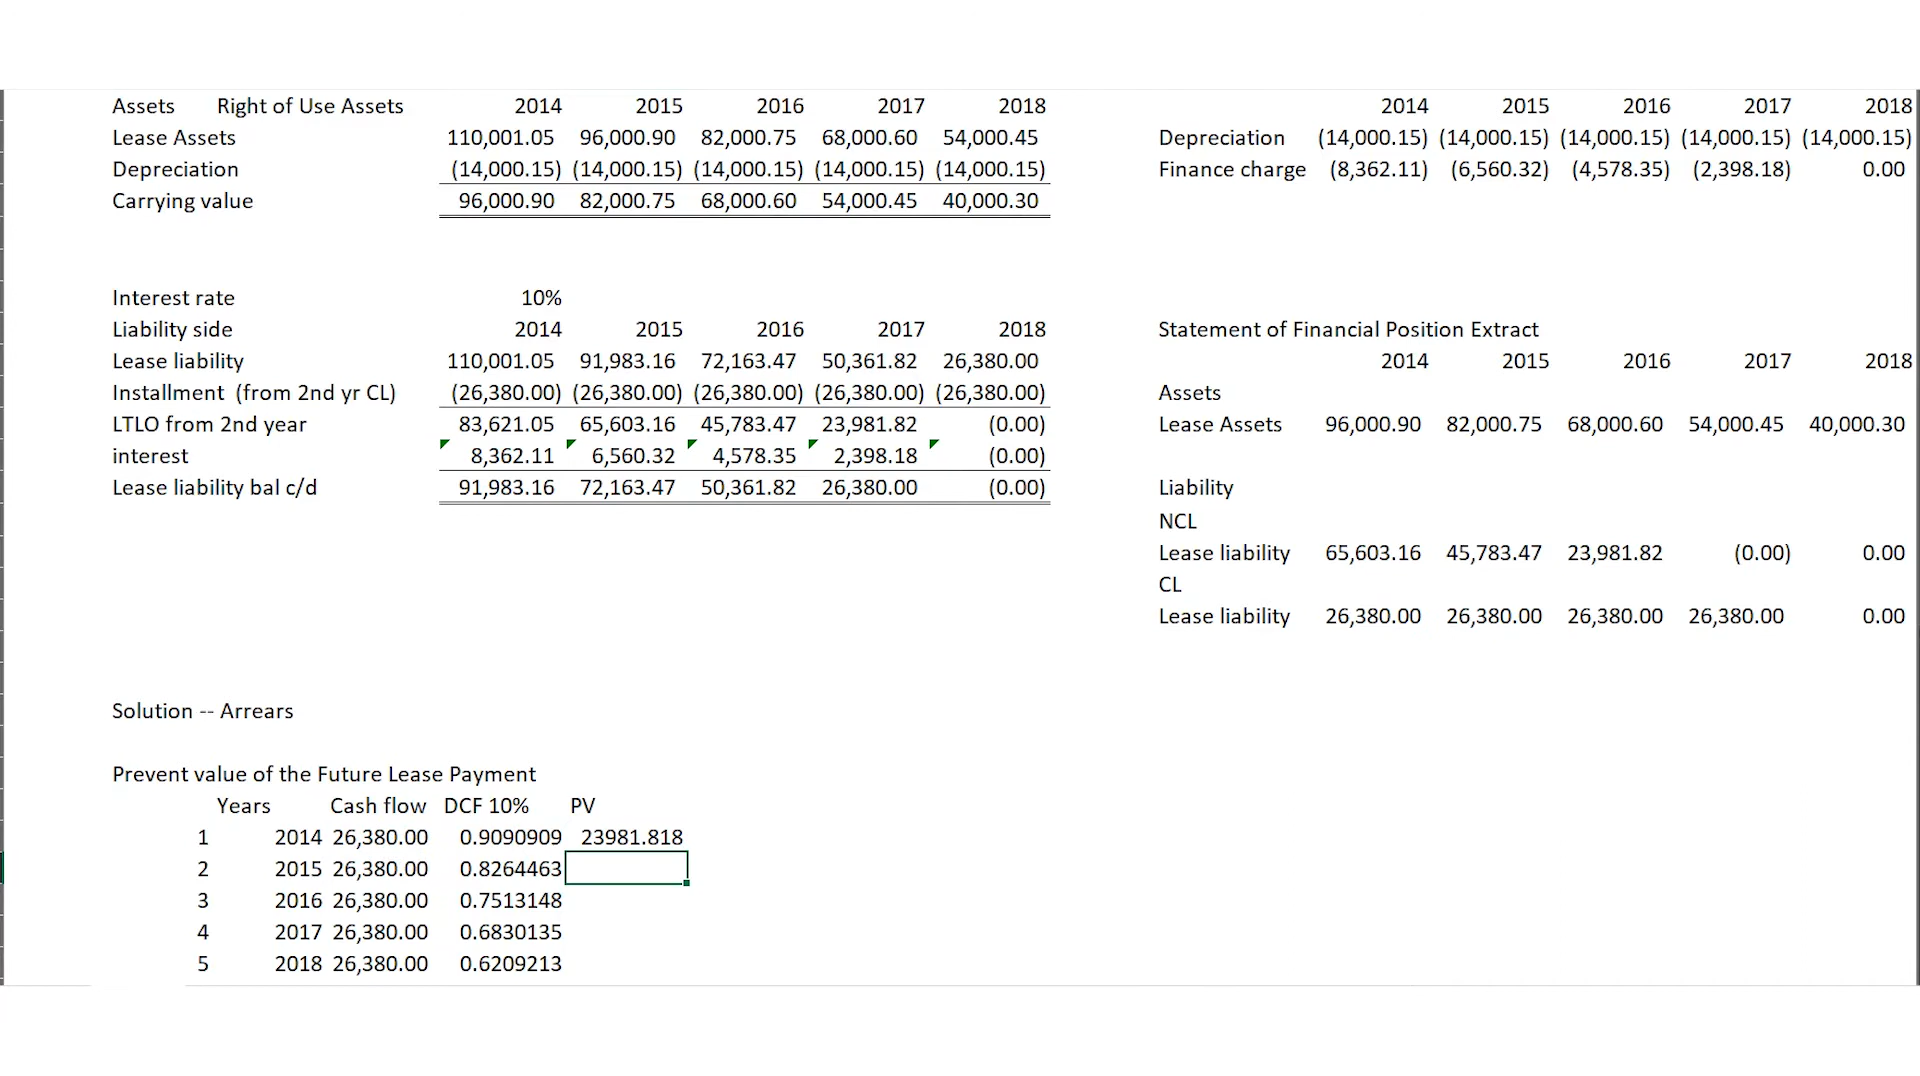 Assets Right of Use Assets 2014 2015 2016 2017 2018
Lease Assets 110,001.05 96,000.90 82,000.75 68,000.60 54,000.45
Depreciation (14,000.15) (14,000.15) (14,000.15) (14,000.15) (14,000.15)
Carrying value 96,000.90 82,000.75 68,000.60 54,000.45 40,000.30
2014 2015 2016 2017 2018
Depreciation (14,000.15) (14,000.15) (14,000.15) (14,000.15) (14,000.15)
Finance charge (8,362.11) (6,560.32) (4,578.35) (2,398.18) 0.00
Interest rate 10%
Liability side 2014 2015 2016 2017 2018
Lease liability 110,001.05 91,983.16 72,163.47 50,361.82 26,380.00
Installment (from 2nd yr CL) (26,380.00) (26,380.00) (26,380.00) (26,380.00) (26,380.00)
LTLO from 2nd year 83,621.05 65,603.16 45,783.47 23,981.82 (0.00)
interest 8,362.11 6,560.32 4,578.35 2,398.18 (0.00)
Lease liability bal c/d 91,983.16 72,163.47 50,361.82 26,380.00 (0.00)
Statement of Financial Position Extract
2014 2015 2016 2017 2018
Assets
Lease Assets 96,000.90 82,000.75 68,000.60 54,000.45 40,000.30
Liability
NCL
Lease liability 65,603.16 45,783.47 23,981.82 (0.00) 0.00
CL
Lease liability 26,380.00 26,380.00 26,380.00 26,380.00 0.00
Solution -- Arrears
Prevent value of the Future Lease Payment
Years Cash flow DCF 10% PV
1 2014 26,380.00 0.9090909 23981.818
2 2015 26,380.00 0.8264463
3 2016 26,380.00 0.7513148
4 2017 26,380.00 0.6830135
5 2018 26,380.00 0.6209213